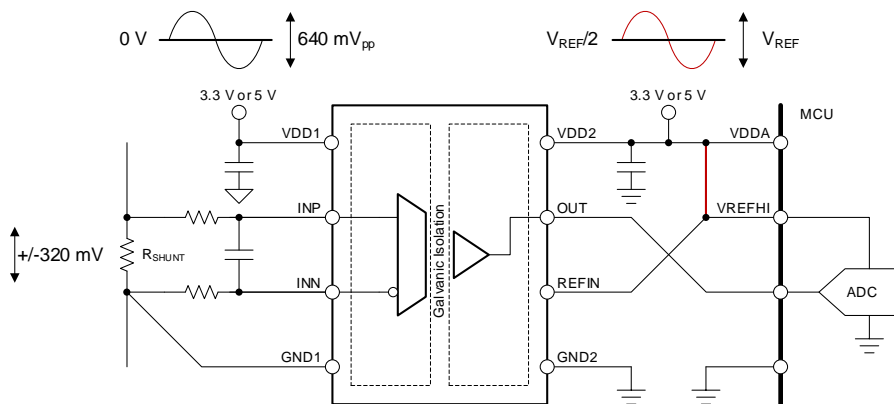 0 V
640 mVpp
VREF/2
VREF
3.3 V or 5 V
3.3 V or 5 V
MCU
VDD1
VDD2
VDDA
INP
OUT
VREFHI
+/-320 mV
RSHUNT
Galvanic Isolation
INN
REFIN
ADC
GND1
GND2